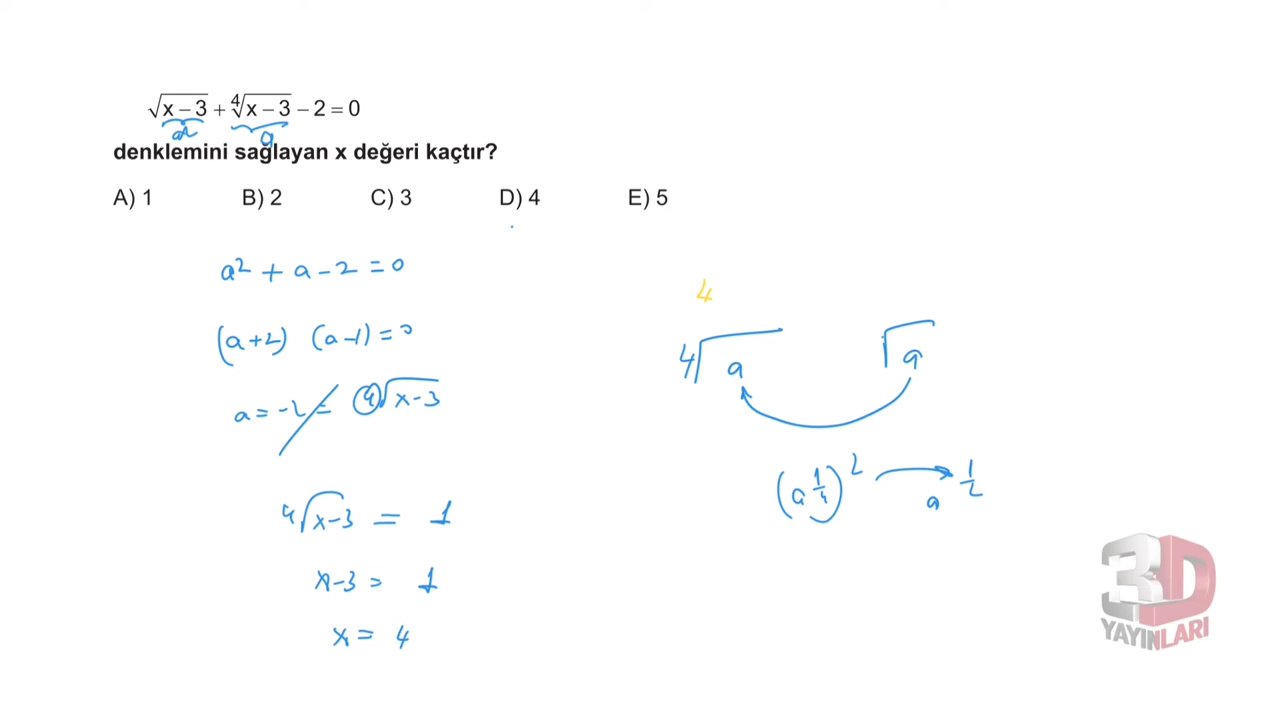 √x – 3 + ⁴√x – 3 – 2 = 0
a² a
denklemini sağlayan x değeri kaçtır?
A) 1 B) 2 C) 3 D) 4 E) 5
a² + a – 2 = 0
(a+2) (a–1) = 0
a = –2 = ⁴√x–3
⁴√x–3 = 1
x–3 = 1
x = 4
4
⁴√a √a
(a^1/4)² a^1/2
3D
YAYINLARI